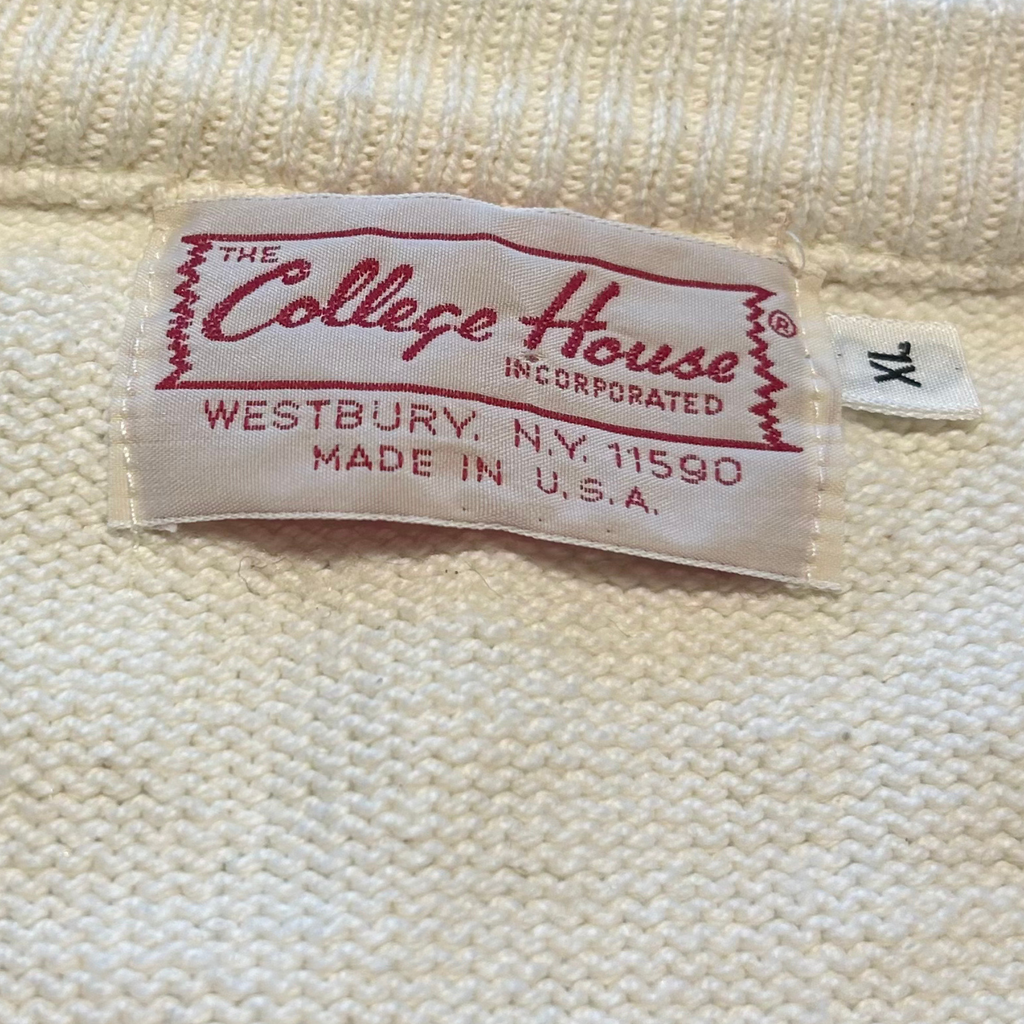 THE
College House ®
INCORPORATED
WESTBURY, N.Y. 11590
MADE IN U.S.A.
XL